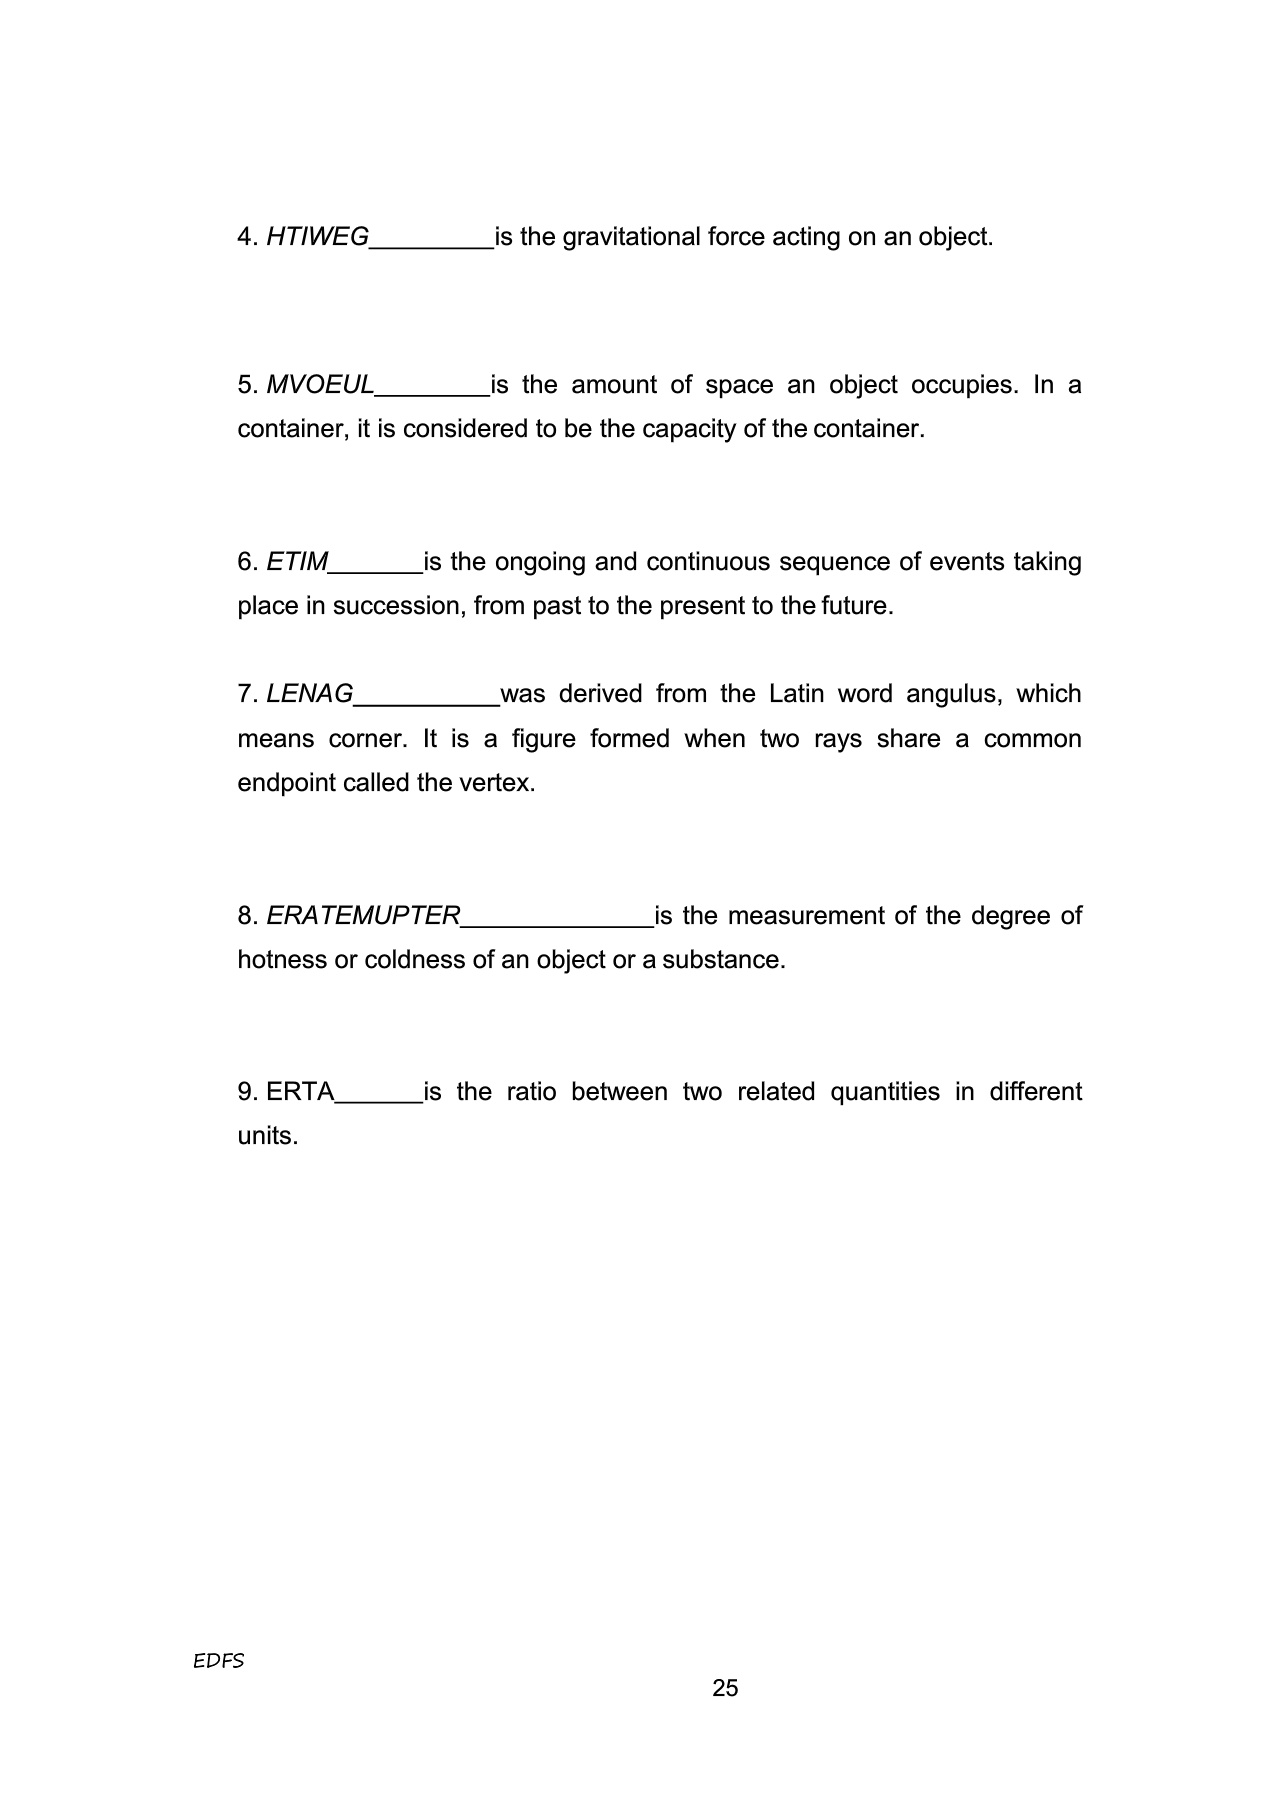 4. HTIWEG_________is the gravitational force acting on an object.
5. MVOEUL________is the amount of space an object occupies. In a
container, it is considered to be the capacity of the container.
6. ETIM_______is the ongoing and continuous sequence of events taking
place in succession, from past to the present to the future.
7. LENAG___________was derived from the Latin word angulus, which
means corner. It is a figure formed when two rays share a common
endpoint called the vertex.
8. ERATEMUPTER______________is the measurement of the degree of
hotness or coldness of an object or a substance.
9. ERTA______is the ratio between two related quantities in different
units.
EDFS
25